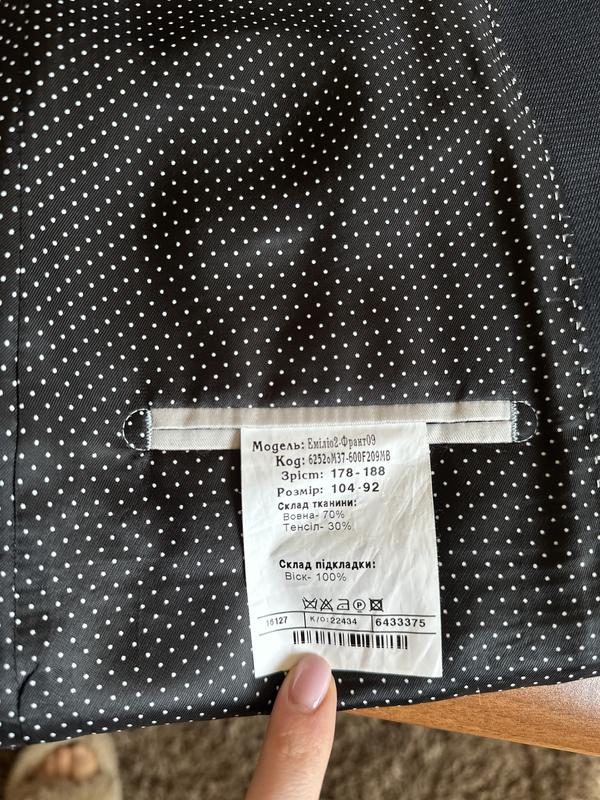 Модель: Еміліо2-Франт09
Код: 6252оМ37-600F209МВ
Зріст: 178-188
Розмір: 104-92
Склад тканини:
Вовна- 70%
Тенсіл- 30%
Склад підкладки:
Віск- 100%
P
16127 К/О:22434 6433375